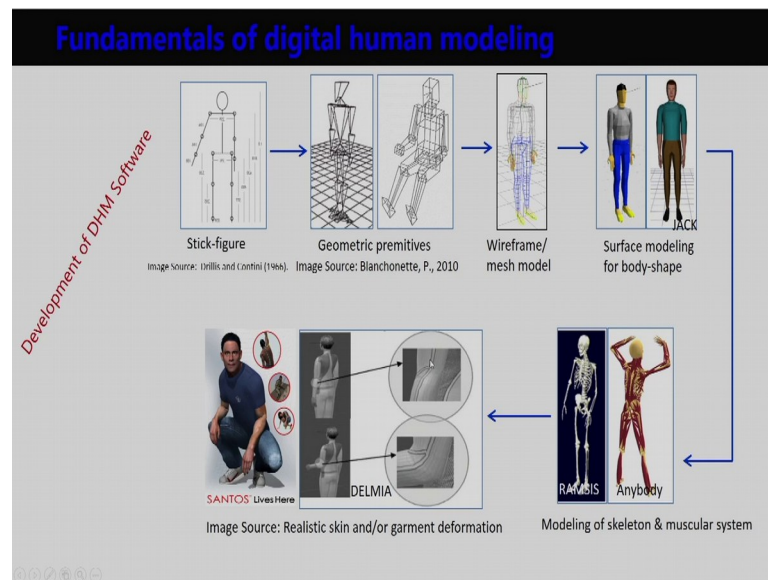 Fundamentals of digital human modeling
Development of DHM Software
Stick-figure
Image Source: Drillis and Contini (1966).
Geometric premitives
Image Source: Blanchonette, P., 2010
Wireframe/
mesh model
JACK
Surface modeling
for body-shape
SANTOS Lives Here
DELMIA
Image Source: Realistic skin and/or garment deformation
RAMSIS
Anybody
Modeling of skeleton & muscular system